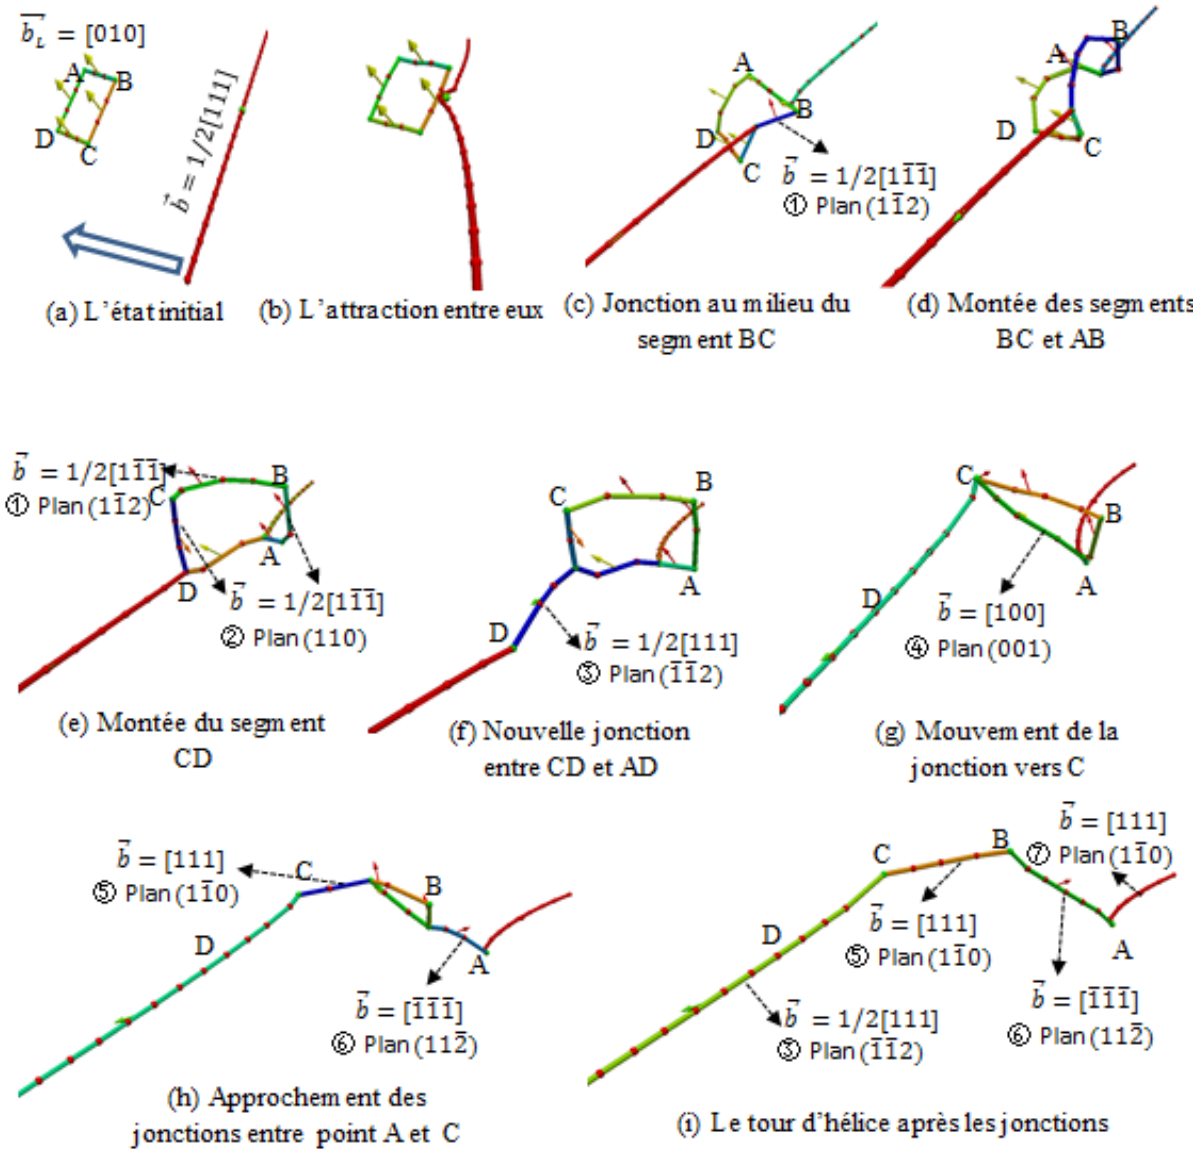 b⃗_L = [010]
A
B
D
C
b⃗ = 1/2[111]
(a) L'état initial
(b) L'attraction entre eux
A
B
D
C
b⃗ = 1/2[11̅1̅]
① Plan (11̅2)
(c) Jonction au milieu du
segment BC
B
A
D
C
(d) Montée des segments
BC et AB
b⃗ = 1/2[11̅1̅]
① Plan (11̅2)
C
B
A
D
b⃗ = 1/2[11̅1̅]
② Plan (110)
(e) Montée du segment
CD
C
B
A
D
b⃗ = 1/2[111]
③ Plan (1̅1̅2)
(f) Nouvelle jonction
entre CD et AD
C
B
A
D
b⃗ = [100]
④ Plan (001)
(g) Mouvement de la
jonction vers C
b⃗ = [111]
⑤ Plan (11̅0)
C
B
D
A
b⃗ = [1̅1̅1̅]
⑥ Plan (112̅)
(h) Approchement des
jonctions entre point A et C
b⃗ = [111]
⑦ Plan (11̅0)
B
C
D
A
b⃗ = [111]
⑤ Plan (11̅0)
b⃗ = [1̅1̅1̅]
⑥ Plan (112̅)
b⃗ = 1/2[111]
③ Plan (1̅1̅2)
(i) Le tour d'hélice après les jonctions